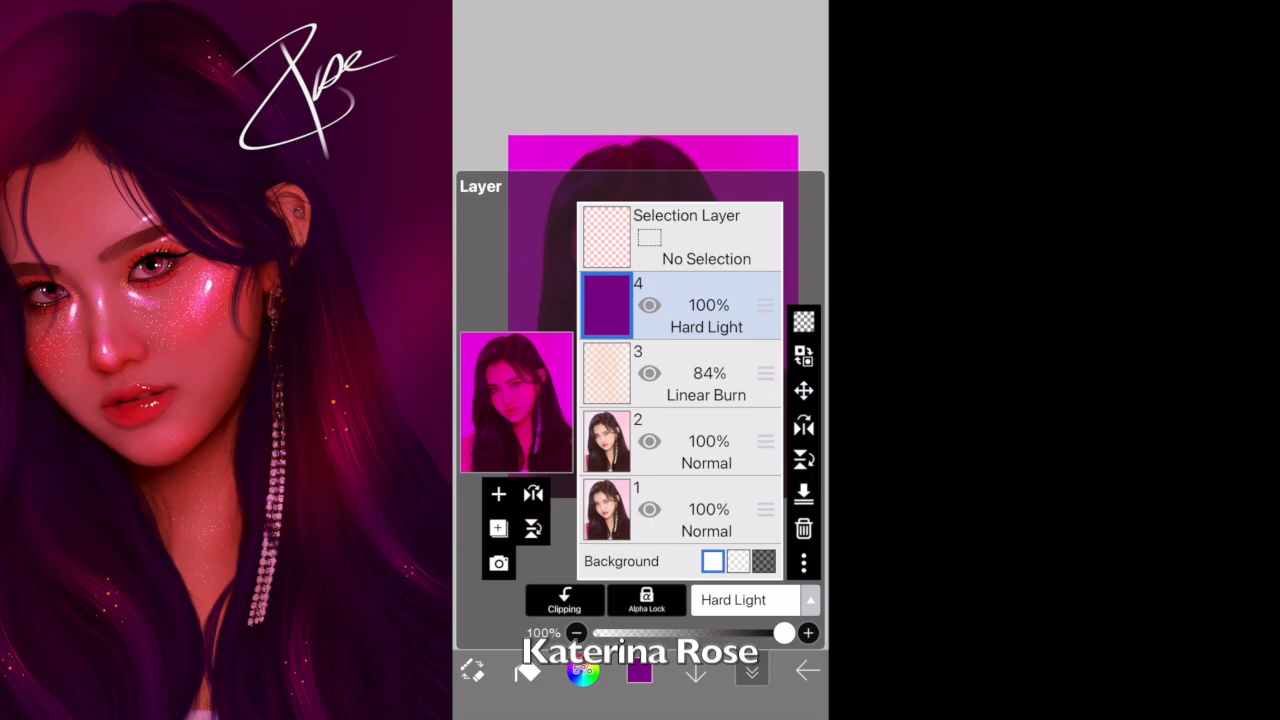 Rose
Layer
Selection Layer
No Selection
4
100%
Hard Light
3
84%
Linear Burn
2
100%
Normal
1
100%
Normal
Background
Clipping
α
Alpha Lock
Hard Light
100%
Katerina Rose